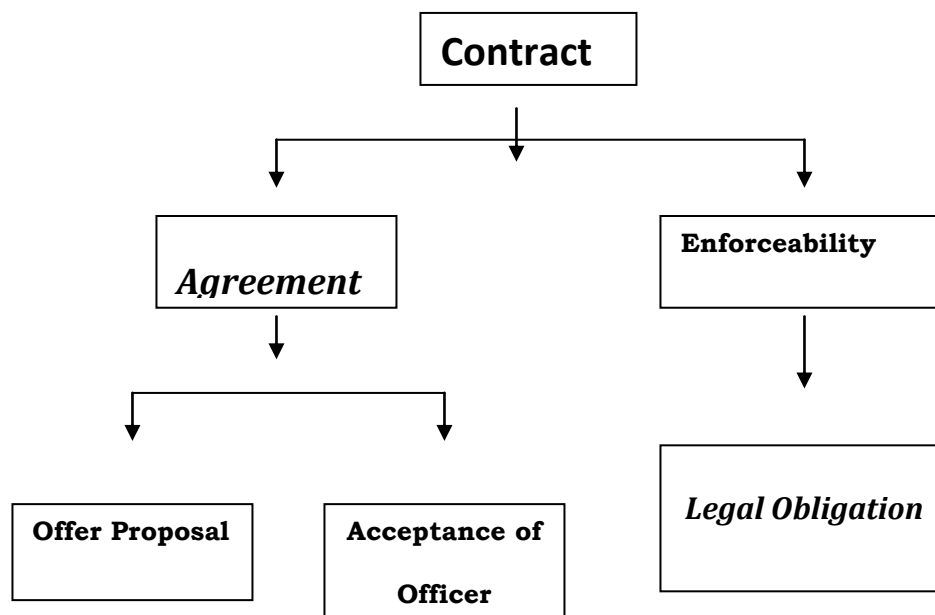 Contract
Agreement
Enforceability
Offer Proposal
Acceptance of
Officer
Legal Obligation